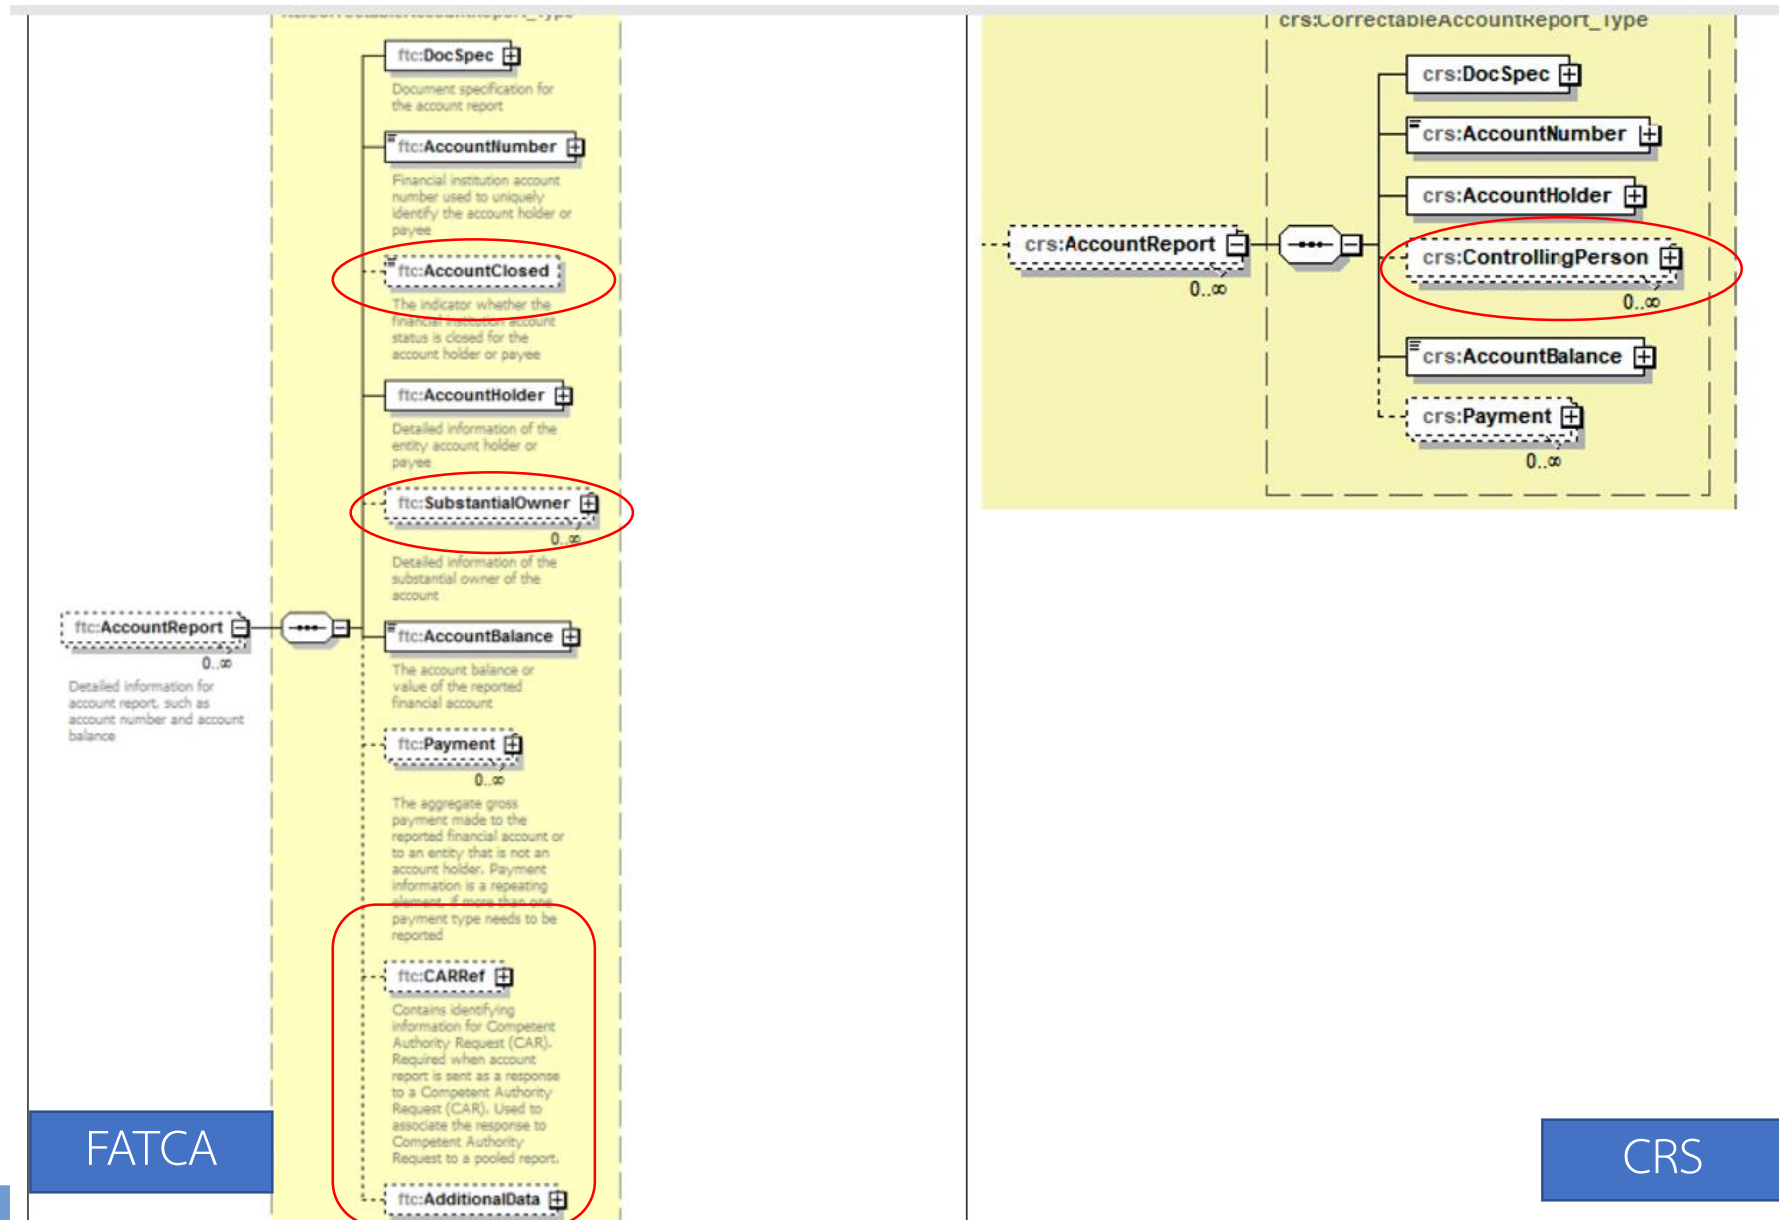 ftc:DocSpec
Document specification for
the account report
ftc:AccountNumber
Financial institution account
number used to uniquely
identify the account holder or
payee
ftc:AccountClosed
The indicator whether the
financial institution account
status is closed for the
account holder or payee
ftc:AccountHolder
Detailed information of the
entity account holder or
payee
ftc:SubstantialOwner
0..∞
Detailed information of the
substantial owner of the
account
ftc:AccountReport
0..∞
Detailed information for
account report, such as
account number and account
balance
ftc:AccountBalance
The account balance or
value of the reported
financial account
ftc:Payment
0..∞
The aggregate gross
payment made to the
reported financial account or
to an entity that is not an
account holder. Payment
information is a repeating
element, if more than one
payment type needs to be
reported
ftc:CARRef
Contains identifying
information for Competent
Authority Request (CAR).
Required when account
report is sent as a response
to a Competent Authority
Request (CAR). Used to
associate the response to
Competent Authority
Request to a pooled report.
ftc:AdditionalData
FATCA
crs:CorrectableAccountReport_Type
crs:DocSpec
crs:AccountNumber
crs:AccountHolder
crs:AccountReport
0..∞
crs:ControllingPerson
0..∞
crs:AccountBalance
crs:Payment
0..∞
CRS